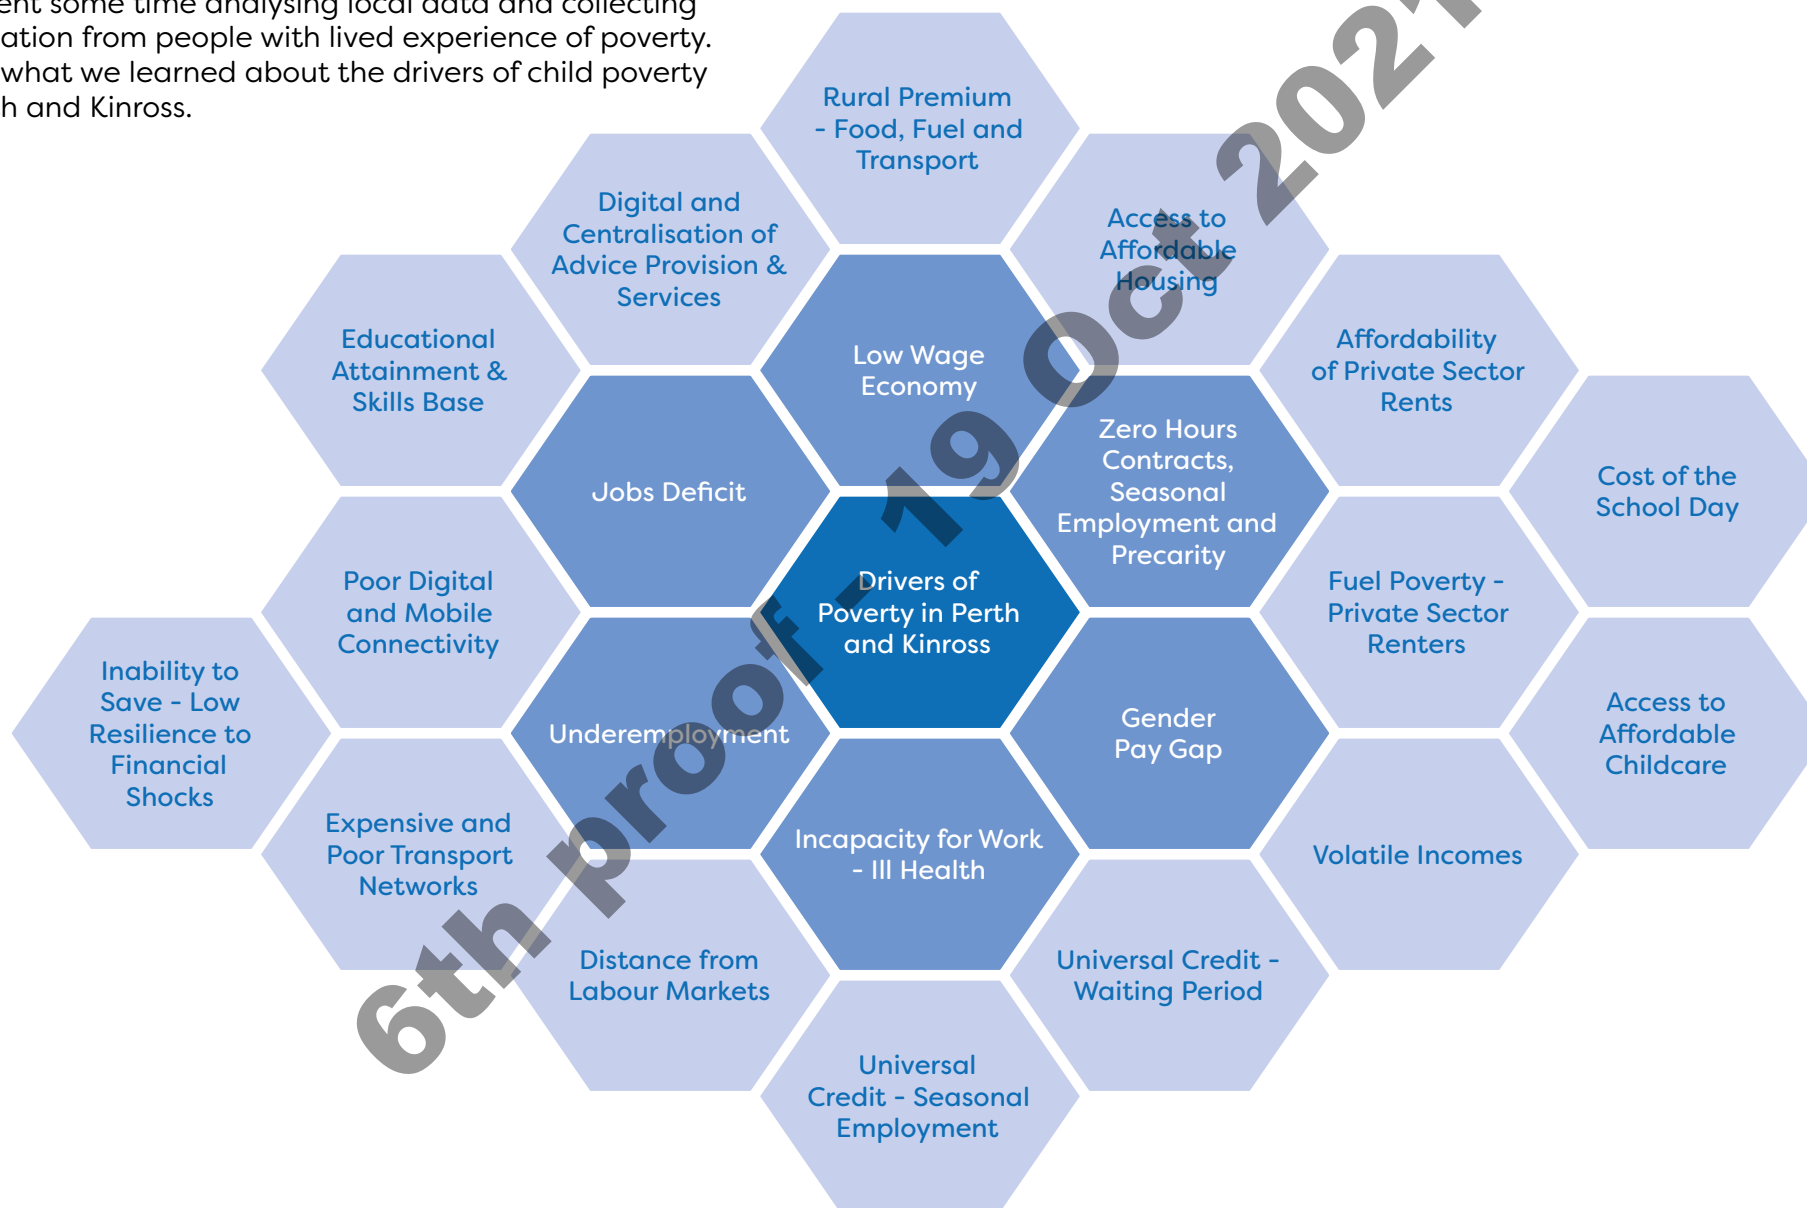 ent some time analysing local data and collecting
ation from people with lived experience of poverty.
what we learned about the drivers of child poverty
h and Kinross.
Rural Premium
- Food, Fuel and
Transport
Digital and
Centralisation of
Advice Provision &
Services
Access to
Affordable
Housing
Educational
Attainment &
Skills Base
Low Wage
Economy
Affordability
of Private Sector
Rents
Jobs Deficit
Zero Hours
Contracts,
Seasonal
Employment and
Precarity
Cost of the
School Day
Poor Digital
and Mobile
Connectivity
Drivers of
Poverty in Perth
and Kinross
Fuel Poverty -
Private Sector
Renters
Inability to
Save - Low
Resilience to
Financial
Shocks
Underemployment
Gender
Pay Gap
Access to
Affordable
Childcare
Expensive and
Poor Transport
Networks
Incapacity for Work
- Ill Health
Volatile Incomes
Distance from
Labour Markets
Universal Credit -
Waiting Period
Universal
Credit - Seasonal
Employment
6th proof - 19 Oct 2021